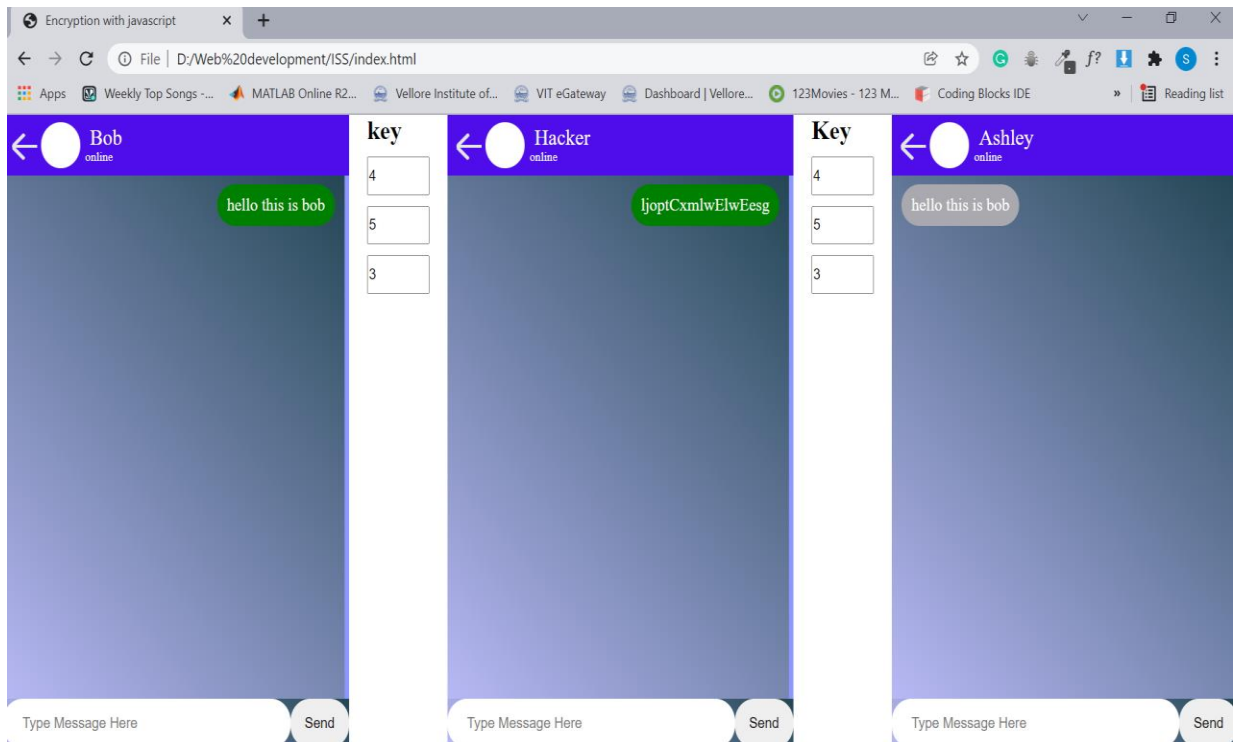 Encryption with javascript
File | D:/Web%20development/ISS/index.html
f?
S
Apps Weekly Top Songs -... MATLAB Online R2... Vellore Institute of... VIT eGateway Dashboard | Vellore... 123Movies - 123 M... Coding Blocks IDE » Reading list
Bob
online
hello this is bob
Type Message Here Send
key
4
5
3
Hacker
online
ljoptCxmlwElwEesg
Type Message Here Send
Key
4
5
3
Ashley
online
hello this is bob
Type Message Here Send